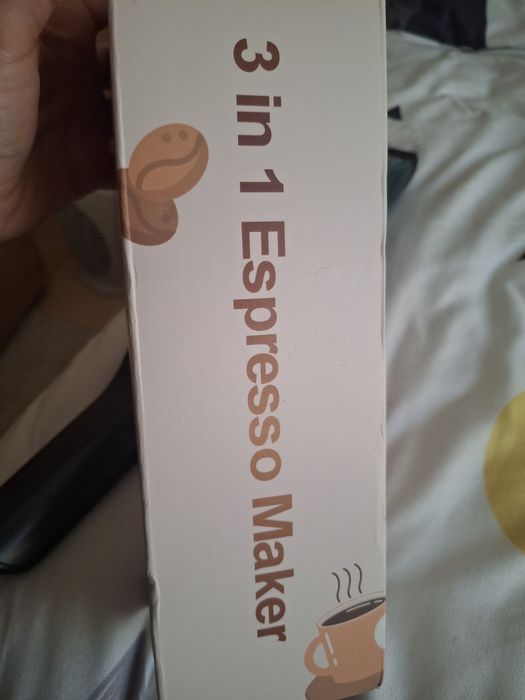 3 in 1 Espresso Maker